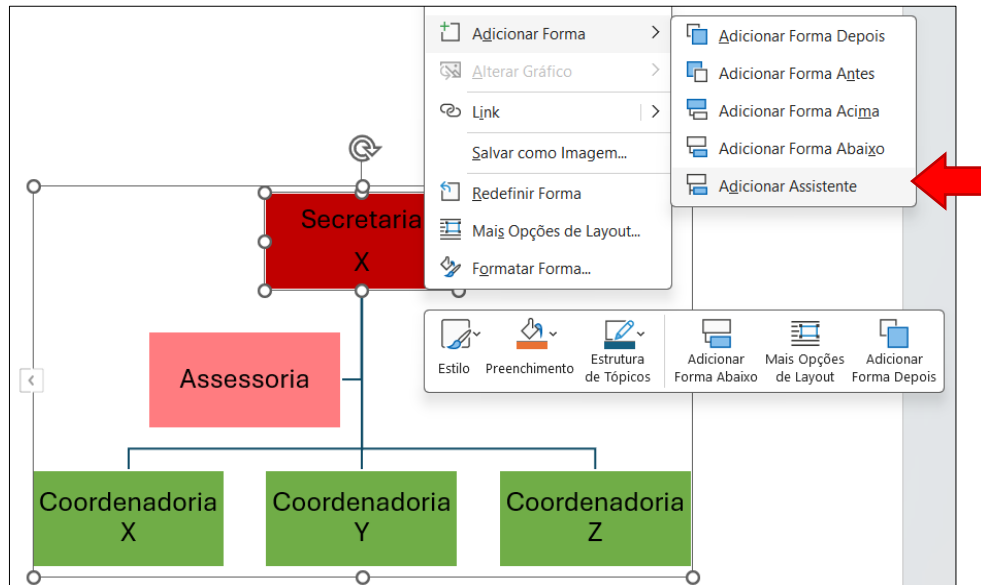 Adicionar Forma
Alterar Gráfico
Link
Salvar como Imagem...
Redefinir Forma
Mais Opções de Layout...
Formatar Forma...
Adicionar Forma Depois
Adicionar Forma Antes
Adicionar Forma Acima
Adicionar Forma Abaixo
Adicionar Assistente
Secretaria
X
Estilo
Preenchimento
Estrutura
de Tópicos
Adicionar
Forma Abaixo
Mais Opções
de Layout
Adicionar
Forma Depois
Assessoria
Coordenadoria
X
Coordenadoria
Y
Coordenadoria
Z